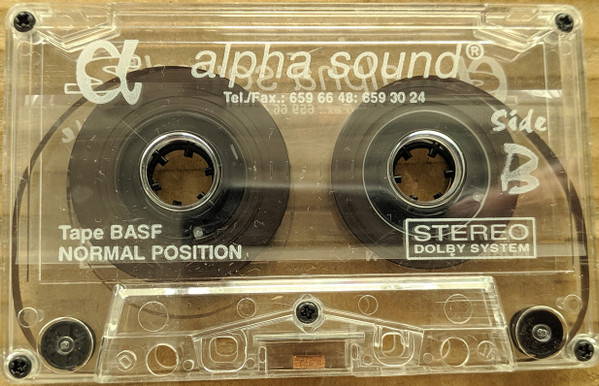 α alpha sound®
Tel./Fax.: 659 66 48; 659 30 24
Side
B
Tape BASF
NORMAL POSITION
STEREO
DOLBY SYSTEM